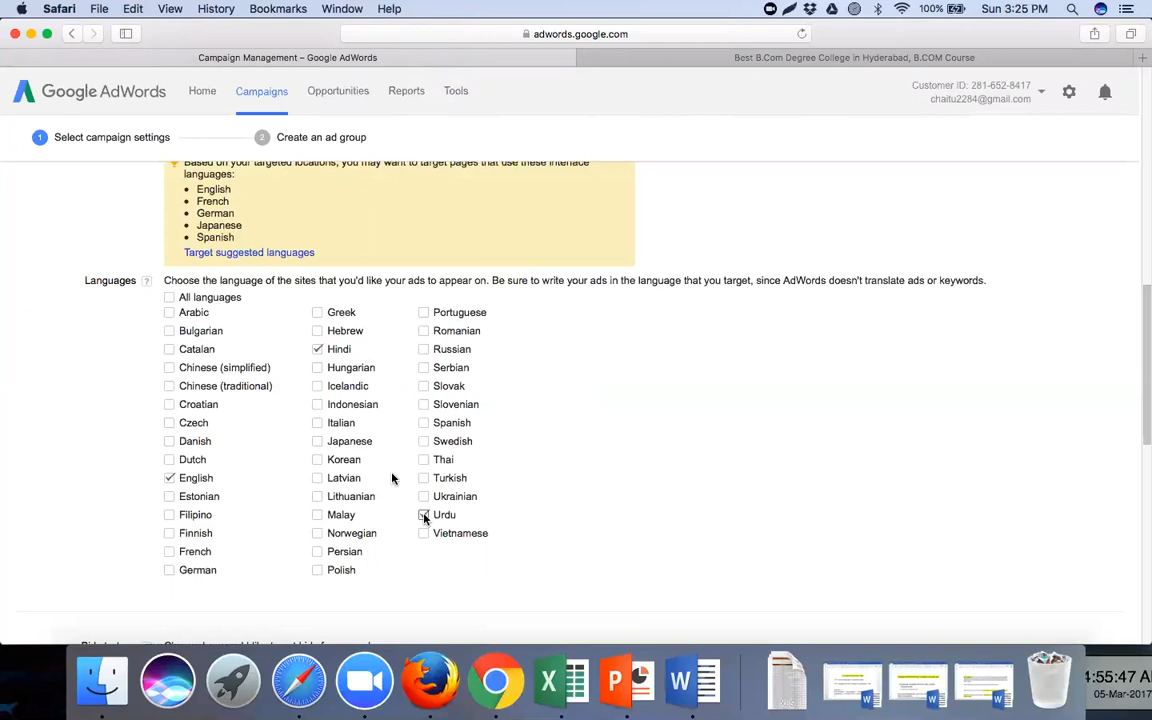 Safari File Edit View History Bookmarks Window Help 100% Sun 3:25 PM
adwords.google.com
Campaign Management – Google AdWords Best B.Com Degree College in Hyderabad, B.COM Course
Google AdWords Home Campaigns Opportunities Reports Tools
Customer ID: 281-652-8417
chaitu2284@gmail.com
1 Select campaign settings 2 Create an ad group
Based on your targeted locations, you may want to target pages that use these interface
languages:
• English
• French
• German
• Japanese
• Spanish
Target suggested languages
Languages ? Choose the language of the sites that you'd like your ads to appear on. Be sure to write your ads in the language that you target, since AdWords doesn't translate ads or keywords.
All languages
Arabic Greek Portuguese
Bulgarian Hebrew Romanian
Catalan Hindi Russian
Chinese (simplified) Hungarian Serbian
Chinese (traditional) Icelandic Slovak
Croatian Indonesian Slovenian
Czech Italian Spanish
Danish Japanese Swedish
Dutch Korean Thai
English Latvian Turkish
Estonian Lithuanian Ukrainian
Filipino Malay Urdu
Finnish Norwegian Vietnamese
French Persian
German Polish
4:55:47 A
05-Mar-2017